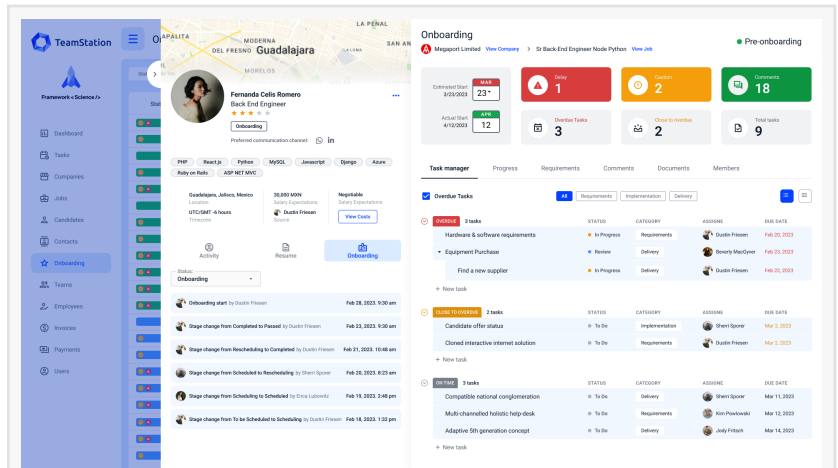 TeamStation
Framework < Science />
Dashboard
Tasks
Companies
Jobs
Candidates
Contacts
Onboarding
Teams
Employees
Invoices
Payments
Users
LA PENAL
APALITA
MODERNA
DEL FRESNO
Guadalajara
LA LUMA
SAN AN
MORELOS
Fernanda Celis Romero
Back End Engineer
Onboarding
Preferred communication channel:
in
PHP
React.js
Python
MySQL
Javascript
Django
Azure
Ruby on Rails
ASP NET MVC
Guadalajara, Jalisco, Mexico
Location
UTC/GMT -6 hours
Timezone
30,000 MXN
Salary Expectations
Dustin Friesen
Source
Negotiable
Salary Expectations
View Costs
Activity
Resume
Onboarding
Status:
Onboarding
Onboarding start by Dustin Friesen Feb 28, 2023. 9:30 am
Stage change from Completed to Passed by Dustin Friesen Feb 23, 2023. 9:30 am
Stage change from Rescheduling to Completed by Dustin Friesen Feb 21, 2023. 10:48 am
Stage change from Scheduled to Rescheduling by Sherri Sporer Feb 20, 2023. 8:23 am
Stage change from Scheduling to Scheduled by Erica Lubowitz Feb 19, 2023. 2:48 pm
Stage change from To be Scheduled to Scheduling by Dustin Friesen Feb 18, 2023. 1:32 pm
Onboarding
Megaport Limited View Company > Sr Back-End Engineer Node Python View Job
Pre-onboarding
Estimated Start
3/23/2023
MAR
23
Actual Start
4/12/2023
APR
12
Delay
1
Caution
2
Comments
18
Overdue Tasks
3
Close to overdue
2
Total tasks
9
Task manager
Progress
Requirements
Comments
Documents
Members
Overdue Tasks
All
Requirements
Implementation
Delivery
OVERDUE 3 tasks STATUS CATEGORY ASSIGNE DUE DATE
Hardware & software requirements In Progress Requirements Dustin Friesen Feb 20, 2023
Equipment Purchase Review Delivery Beverly MacGyver Feb 23, 2023
Find a new supplier In Progress Delivery Dustin Friesen Feb 22, 2023
+ New task
CLOSE TO OVERDUE 2 tasks STATUS CATEGORY ASSIGNE DUE DATE
Candidate offer status To Do Implementation Sherri Sporer Mar 2, 2023
Cloned interactive internet solution To Do Requirements Dustin Friesen Mar 2, 2023
+ New task
ON TIME 3 tasks STATUS CATEGORY ASSIGNE DUE DATE
Compatible national conglomeration To Do Delivery Sherri Sporer Mar 11, 2023
Multi-channelled holistic help-desk To Do Requirements Kim Powlowski Mar 12, 2023
Adaptive 5th generation concept To Do Delivery Jody Fritsch Mar 14, 2023
+ New task